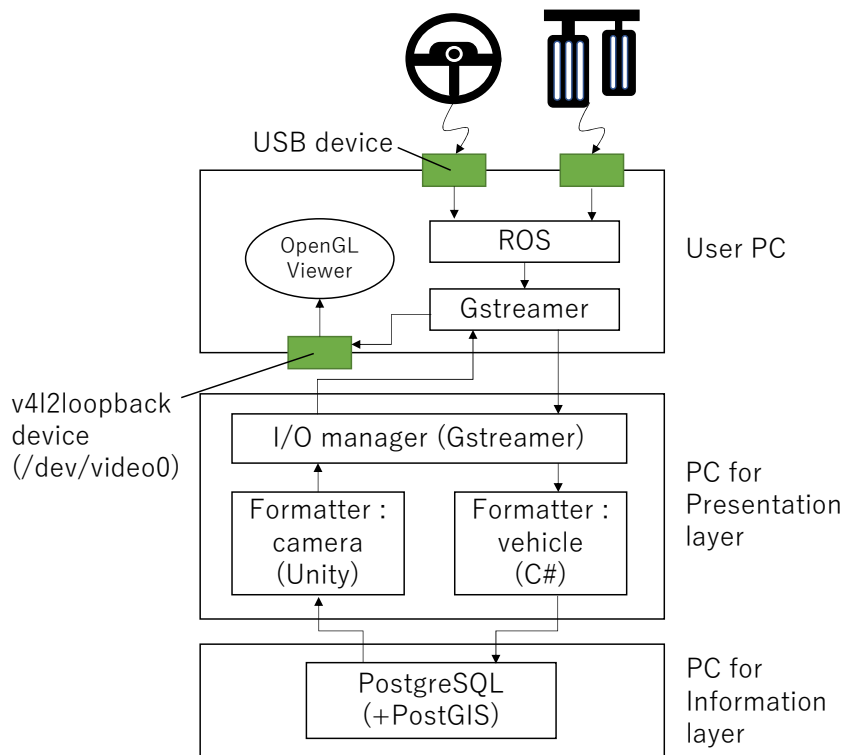 USB device
OpenGL
Viewer
ROS
User PC
Gstreamer
v4l2loopback
device
(/dev/video0)
I/O manager (Gstreamer)
Formatter :
camera
(Unity)
Formatter :
vehicle
(C#)
PC for
Presentation
layer
PostgreSQL
(+PostGIS)
PC for
Information
layer